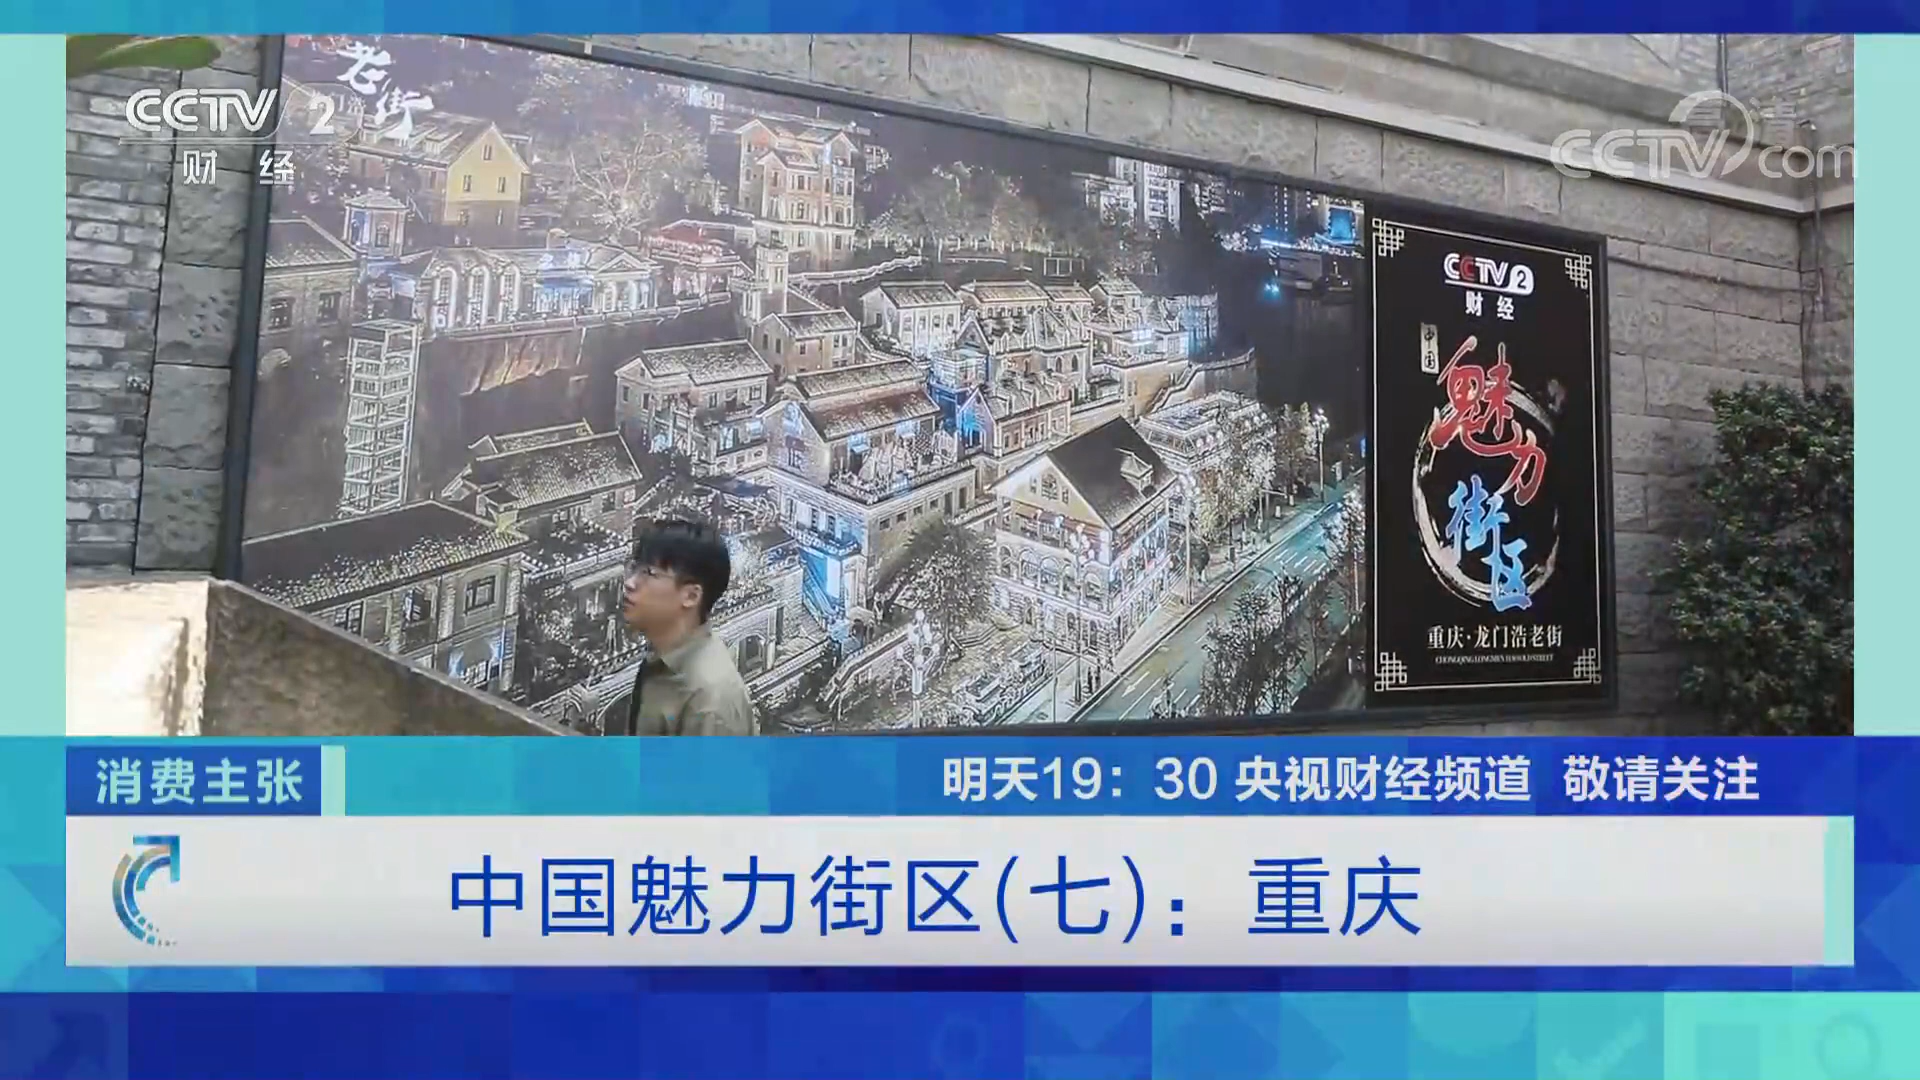 老街
CCTV 2
财 经
高清
CCTV com
CCTV 2
财 经
中国
魅力
街区
重庆·龙门浩老街
CHONGQING LONGMEN HAO OLD STREET
消费主张
明天19：30 央视财经频道 敬请关注
中国魅力街区(七)：重庆